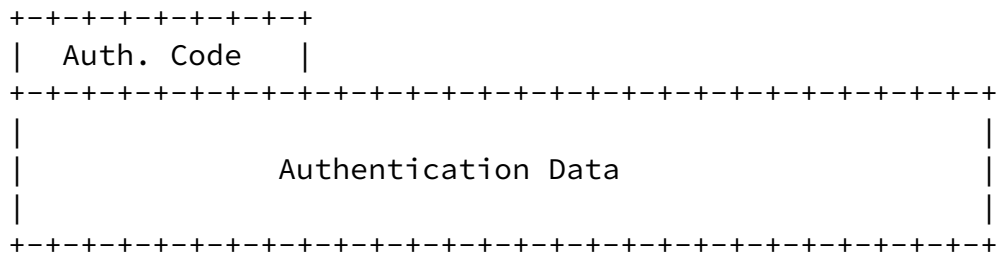 +-+-+-+-+-+-+-+-+
|  Auth. Code   |
+-+-+-+-+-+-+-+-+-+-+-+-+-+-+-+-+-+-+-+-+-+-+-+-+-+-+-+
|                                                     |
|              Authentication Data                    |
|                                                     |
+-+-+-+-+-+-+-+-+-+-+-+-+-+-+-+-+-+-+-+-+-+-+-+-+-+-+-+